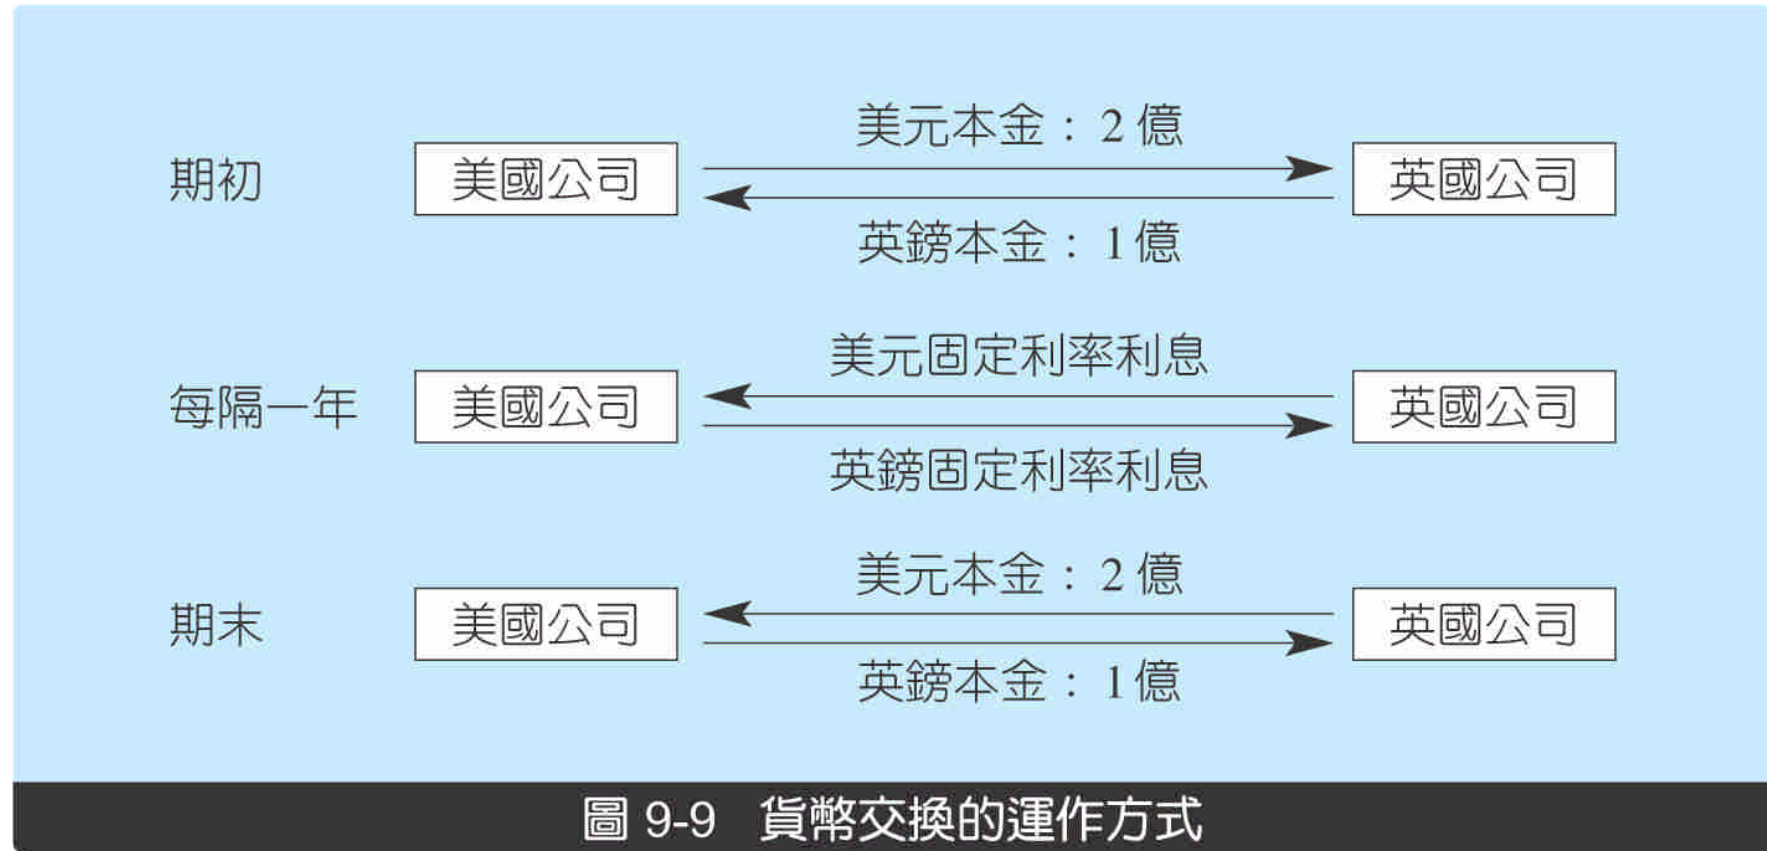 美元本金：2 億
期初 美國公司 英國公司
英鎊本金：1 億
美元固定利率利息
每隔一年 美國公司 英國公司
英鎊固定利率利息
美元本金：2 億
期末 美國公司 英國公司
英鎊本金：1 億
圖 9-9 貨幣交換的運作方式